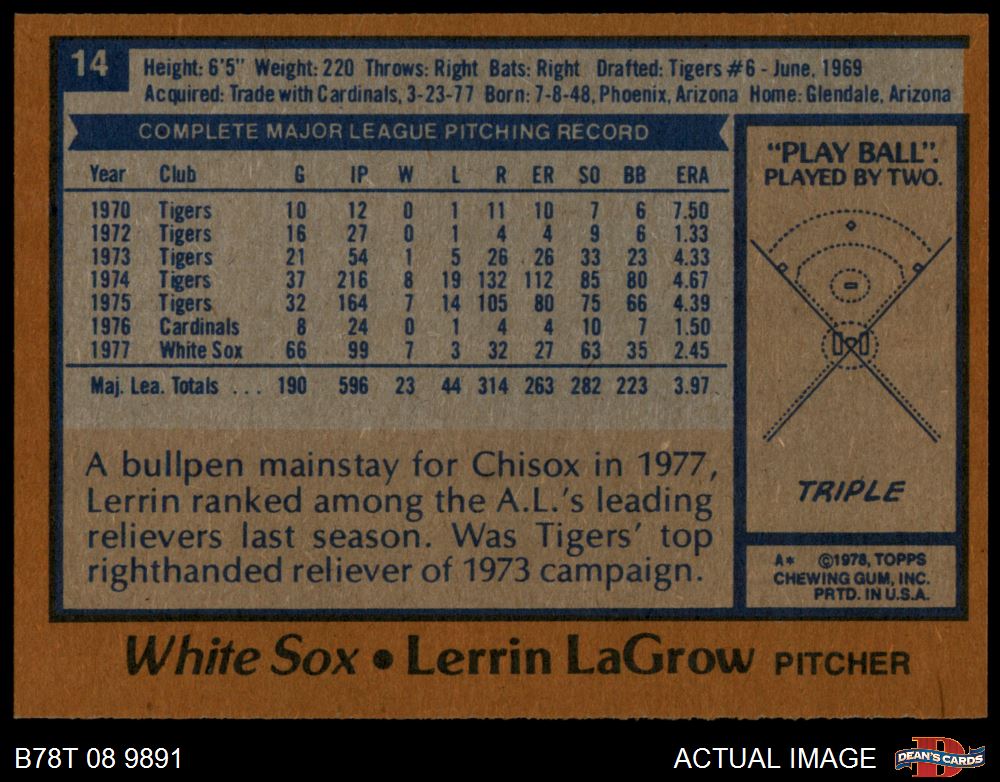 14
Height: 6'5" Weight: 220 Throws: Right Bats: Right Drafted: Tigers #6 - June, 1969
Acquired: Trade with Cardinals, 3-23-77 Born: 7-8-48, Phoenix, Arizona Home: Glendale, Arizona
COMPLETE MAJOR LEAGUE PITCHING RECORD
Year Club G IP W L R ER SO BB ERA
1970 Tigers 10 12 0 1 11 10 7 6 7.50
1972 Tigers 16 27 0 1 4 4 9 6 1.33
1973 Tigers 21 54 1 5 26 26 33 23 4.33
1974 Tigers 37 216 8 19 132 112 85 80 4.67
1975 Tigers 32 164 7 14 105 80 75 66 4.39
1976 Cardinals 8 24 0 1 4 4 10 7 1.50
1977 White Sox 66 99 7 3 32 27 63 35 2.45
Maj. Lea. Totals ... 190 596 23 44 314 263 282 223 3.97
A bullpen mainstay for Chisox in 1977,
Lerrin ranked among the A.L.'s leading
relievers last season. Was Tigers' top
righthanded reliever of 1973 campaign.
"PLAY BALL".
PLAYED BY TWO.
TRIPLE
A* ©1978, TOPPS
CHEWING GUM, INC.
PRTD. IN U.S.A.
White Sox • Lerrin LaGrow PITCHER
B78T 08 9891
ACTUAL IMAGE
D
DEAN'S CARDS